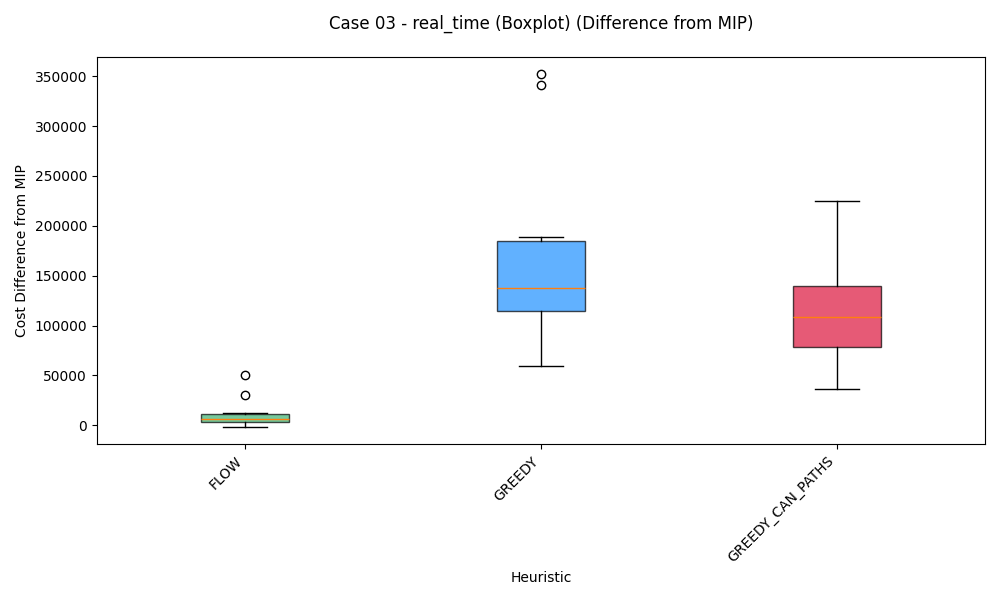 Case 03 - real_time (Boxplot) (Difference from MIP)
350000
300000
250000
200000
150000
100000
50000
0
Cost Difference from MIP
FLOW
GREEDY
GREEDY_CAN_PATHS
Heuristic